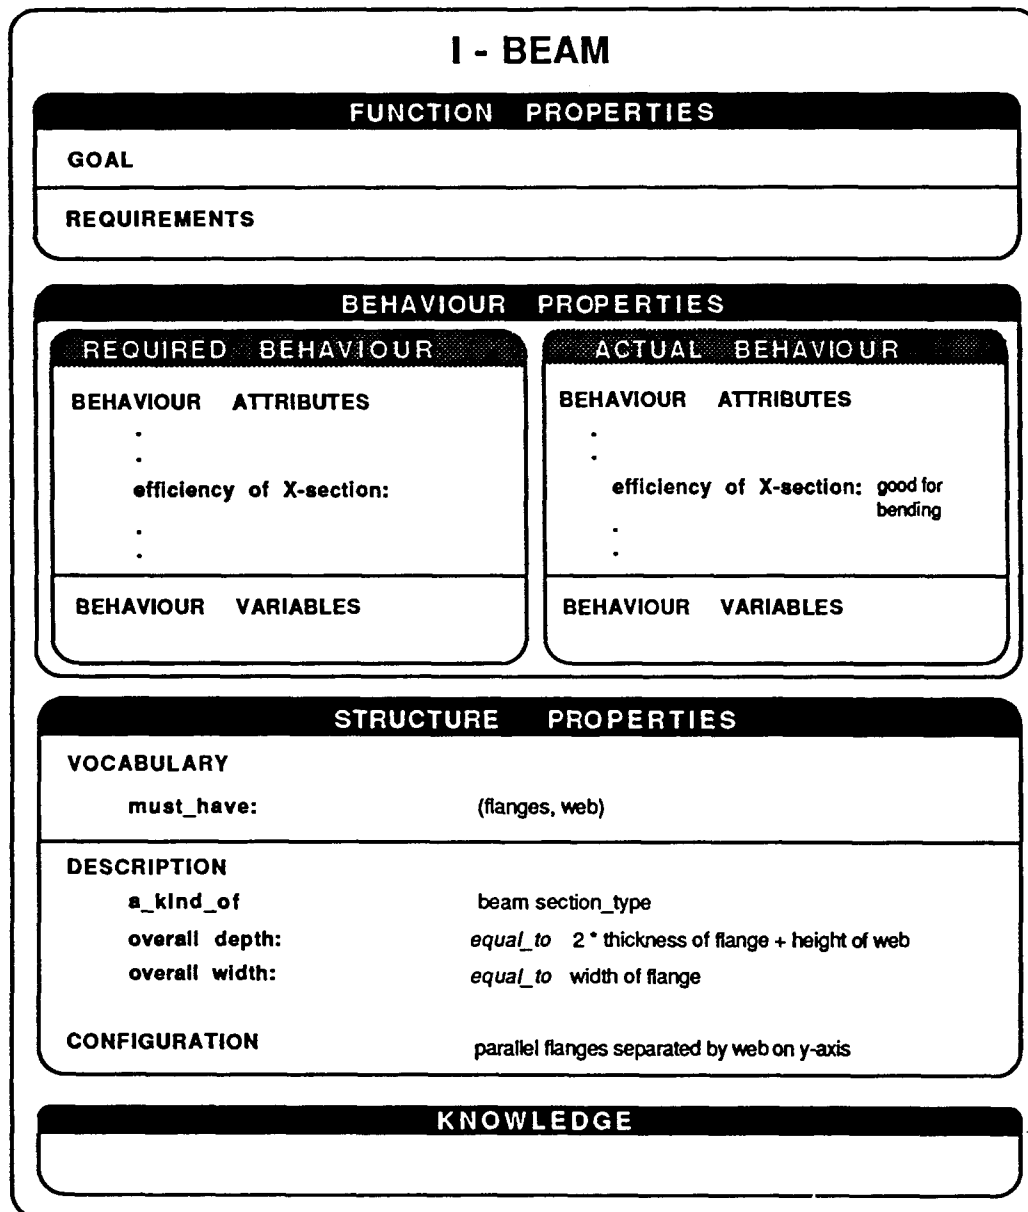 I - BEAM
FUNCTION PROPERTIES
GOAL
REQUIREMENTS
BEHAVIOUR PROPERTIES
REQUIRED BEHAVIOUR
BEHAVIOUR ATTRIBUTES
.
.
efficiency of X-section:
.
.
BEHAVIOUR VARIABLES
ACTUAL BEHAVIOUR
BEHAVIOUR ATTRIBUTES
.
.
efficiency of X-section: good for
bending
.
.
BEHAVIOUR VARIABLES
STRUCTURE PROPERTIES
VOCABULARY
must_have: (flanges, web)
DESCRIPTION
a_kind_of beam section_type
overall depth: equal_to 2 * thickness of flange + height of web
overall width: equal_to width of flange
CONFIGURATION parallel flanges separated by web on y-axis
KNOWLEDGE